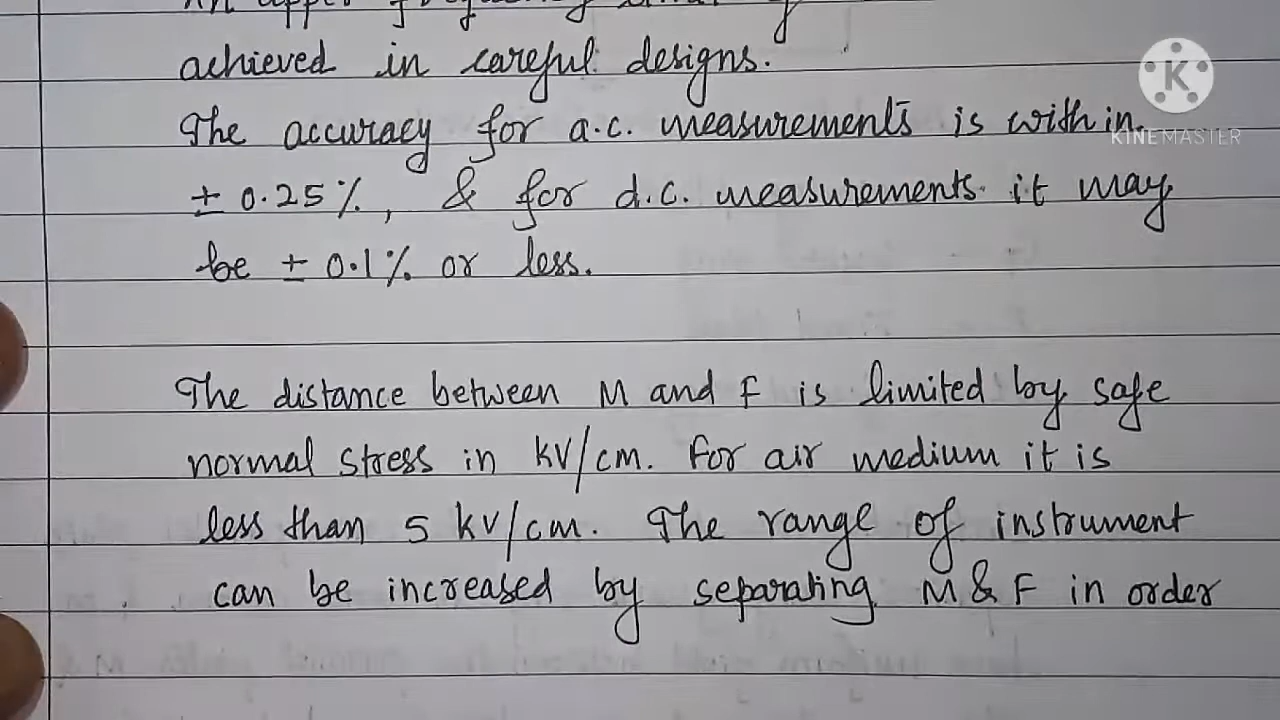 achieved in careful designs.
The accuracy for a.c. measurements is within
± 0.25%, & for d.c. measurements it may
be ± 0.1% or less.
The distance between M and F is limited by safe
normal stress in kV/cm. For air medium it is
less than 5 kV/cm. The range of instrument
can be increased by separating M & F in order
K
KINEMASTER